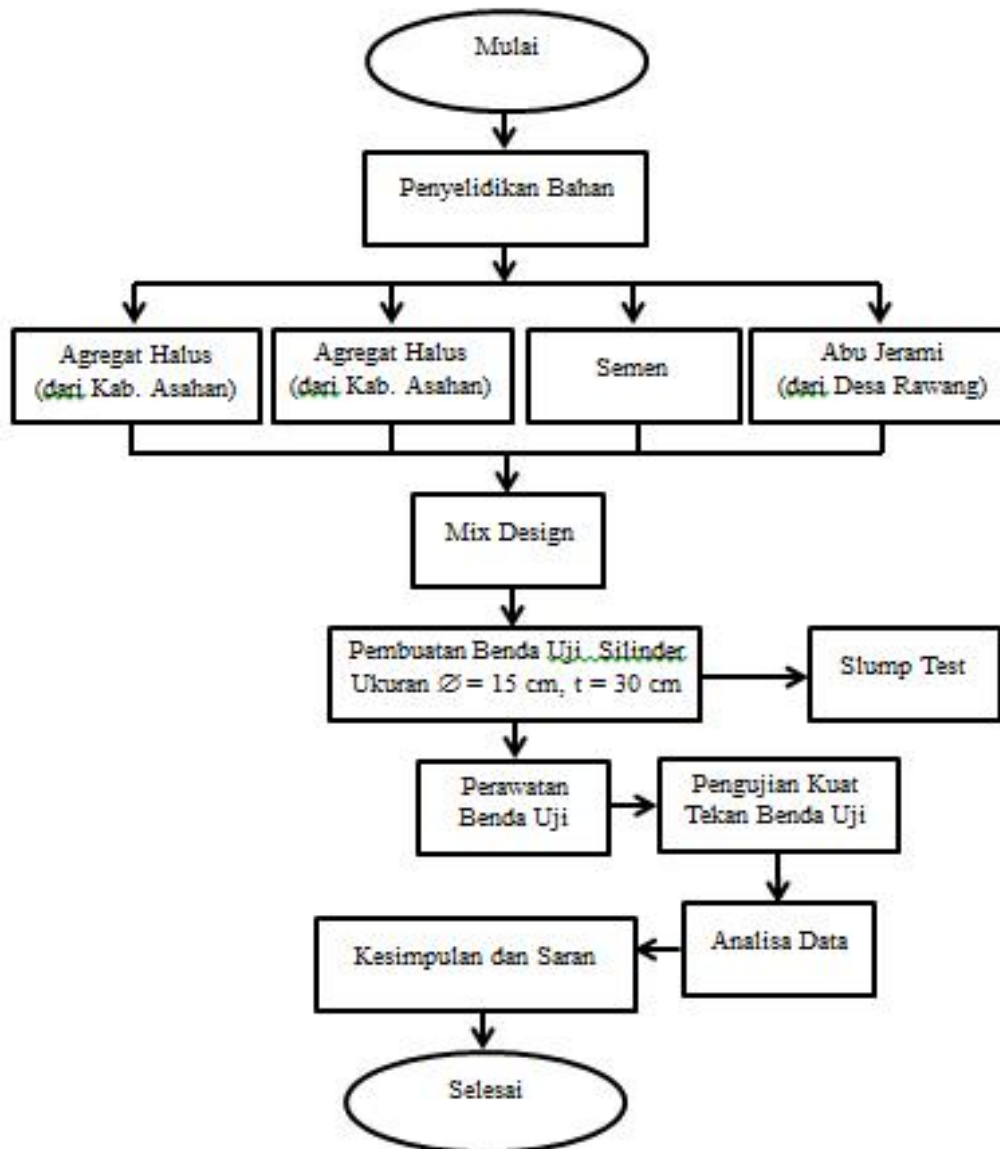 Mulai
Penyelidikan Bahan
Agregat Halus
(dari Kab. Asahan)
Agregat Halus
(dari Kab. Asahan)
Semen
Abu Jerami
(dari Desa Rawang)
Mix Design
Pembuatan Benda Uji Silinder
Ukuran ∅ = 15 cm, t = 30 cm
Slump Test
Perawatan
Benda Uji
Pengujian Kuat
Tekan Benda Uji
Analisa Data
Kesimpulan dan Saran
Selesai